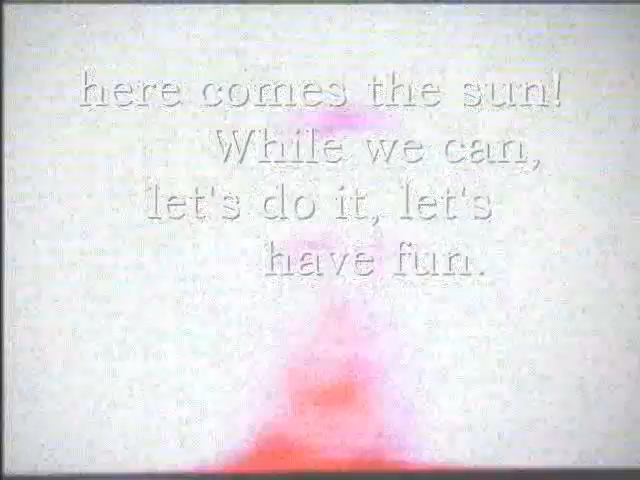 here comes the sun!
While we can,
let's do it, let's
have fun.